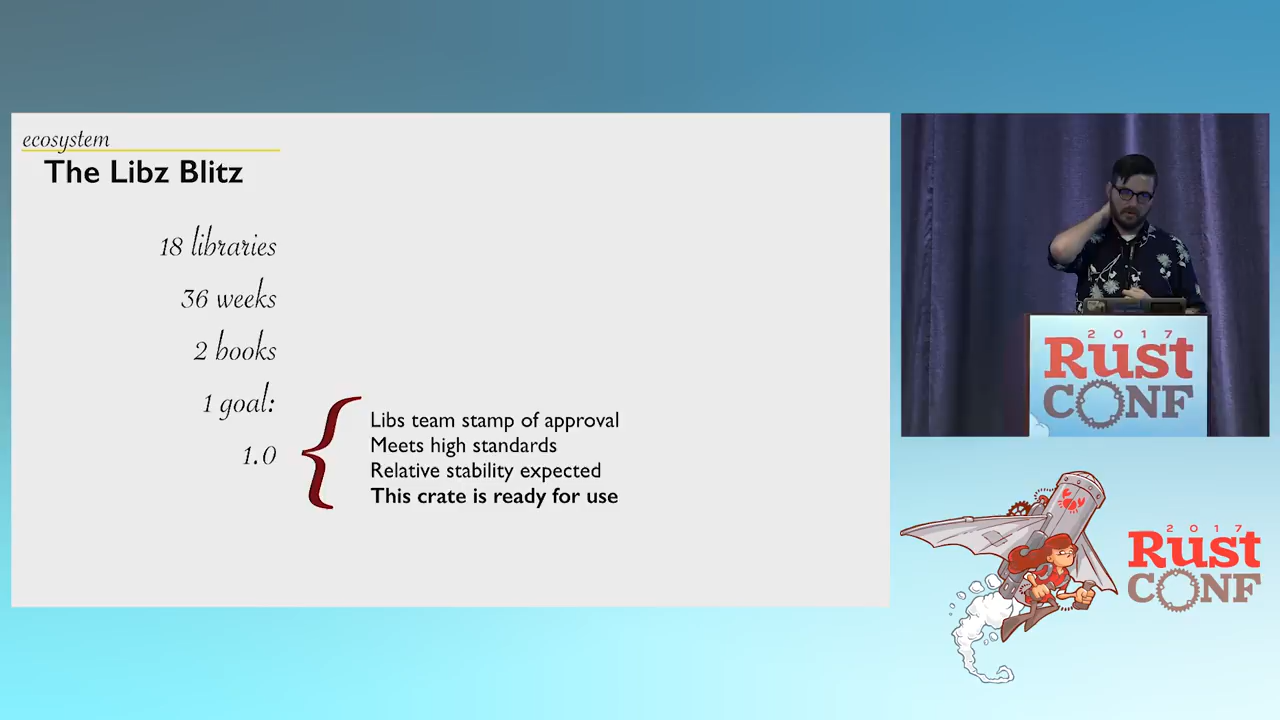 ecosystem
The Libz Blitz
18 libraries
36 weeks
2 books
1 goal:
1.0
Libs team stamp of approval
Meets high standards
Relative stability expected
This crate is ready for use
2017
Rust
CONF
2017
Rust
CONF